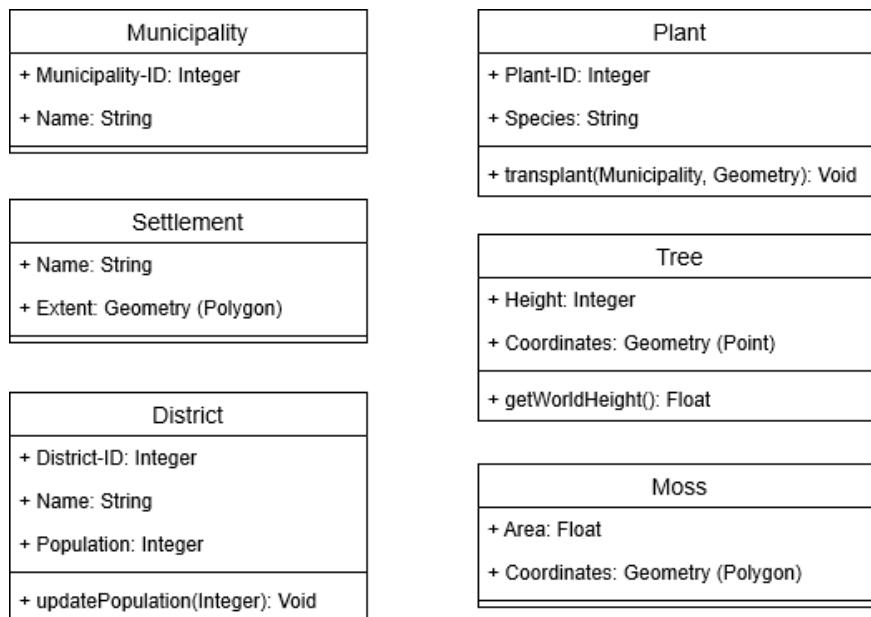 Municipality
+ Municipality-ID: Integer
+ Name: String
Settlement
+ Name: String
+ Extent: Geometry (Polygon)
District
+ District-ID: Integer
+ Name: String
+ Population: Integer
+ updatePopulation(Integer): Void
Plant
+ Plant-ID: Integer
+ Species: String
+ transplant(Municipality, Geometry): Void
Tree
+ Height: Integer
+ Coordinates: Geometry (Point)
+ getWorldHeight(): Float
Moss
+ Area: Float
+ Coordinates: Geometry (Polygon)